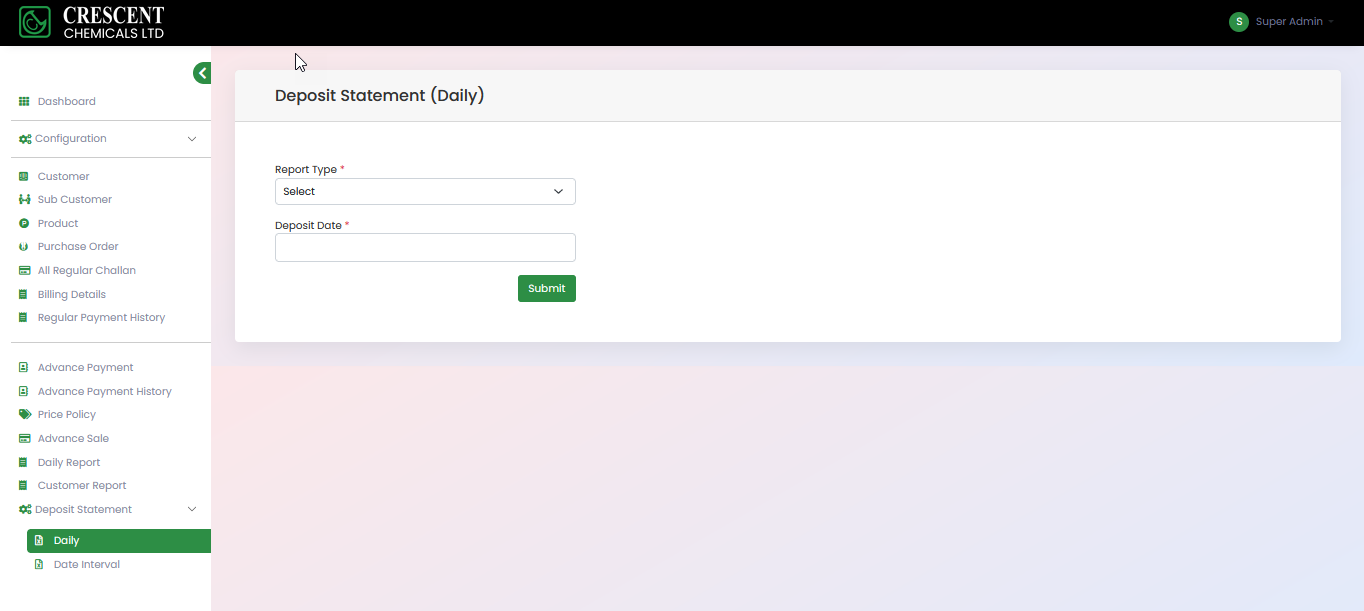 CRESCENT
CHEMICALS LTD
S Super Admin
Dashboard
Configuration
Customer
Sub Customer
Product
Purchase Order
All Regular Challan
Billing Details
Regular Payment History
Advance Payment
Advance Payment History
Price Policy
Advance Sale
Daily Report
Customer Report
Deposit Statement
Daily
Date Interval
Deposit Statement (Daily)
Report Type *
Select
Deposit Date *
Submit